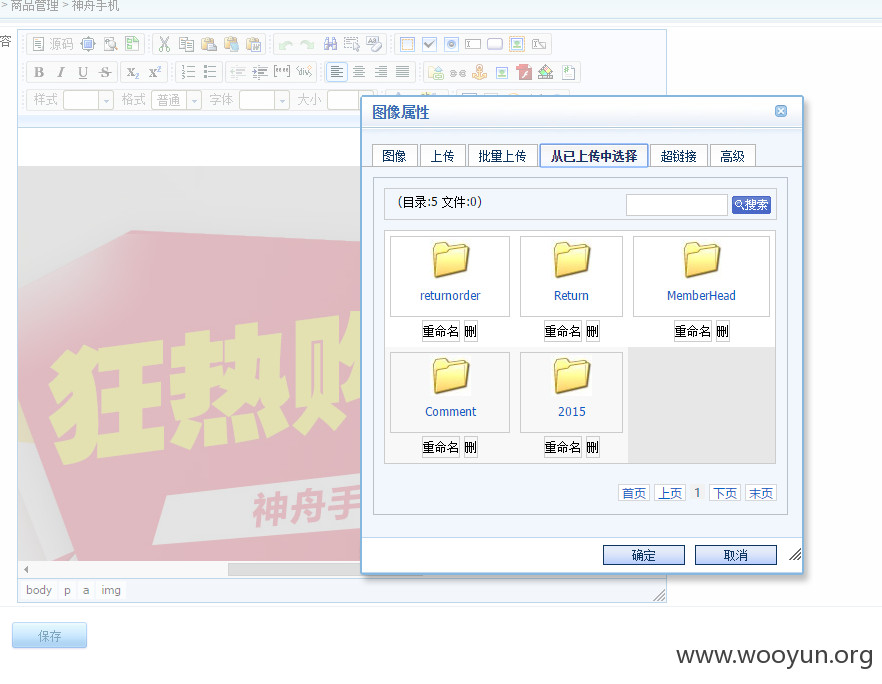 > 商品管理 > 神舟手机
容
源码
B I U S X₂ X²
样式 格式 普通 字体 大小
图像属性
图像 上传 批量上传 从已上传中选择 超链接 高级
(目录:5 文件:0)
搜索
returnorder Return MemberHead
重命名 删 重命名 删 重命名 删
Comment 2015
重命名 删 重命名 删
首页 上页 1 下页 末页
确定 取消
狂热购
神舟手
body p a img
保存
www.wooyun.org